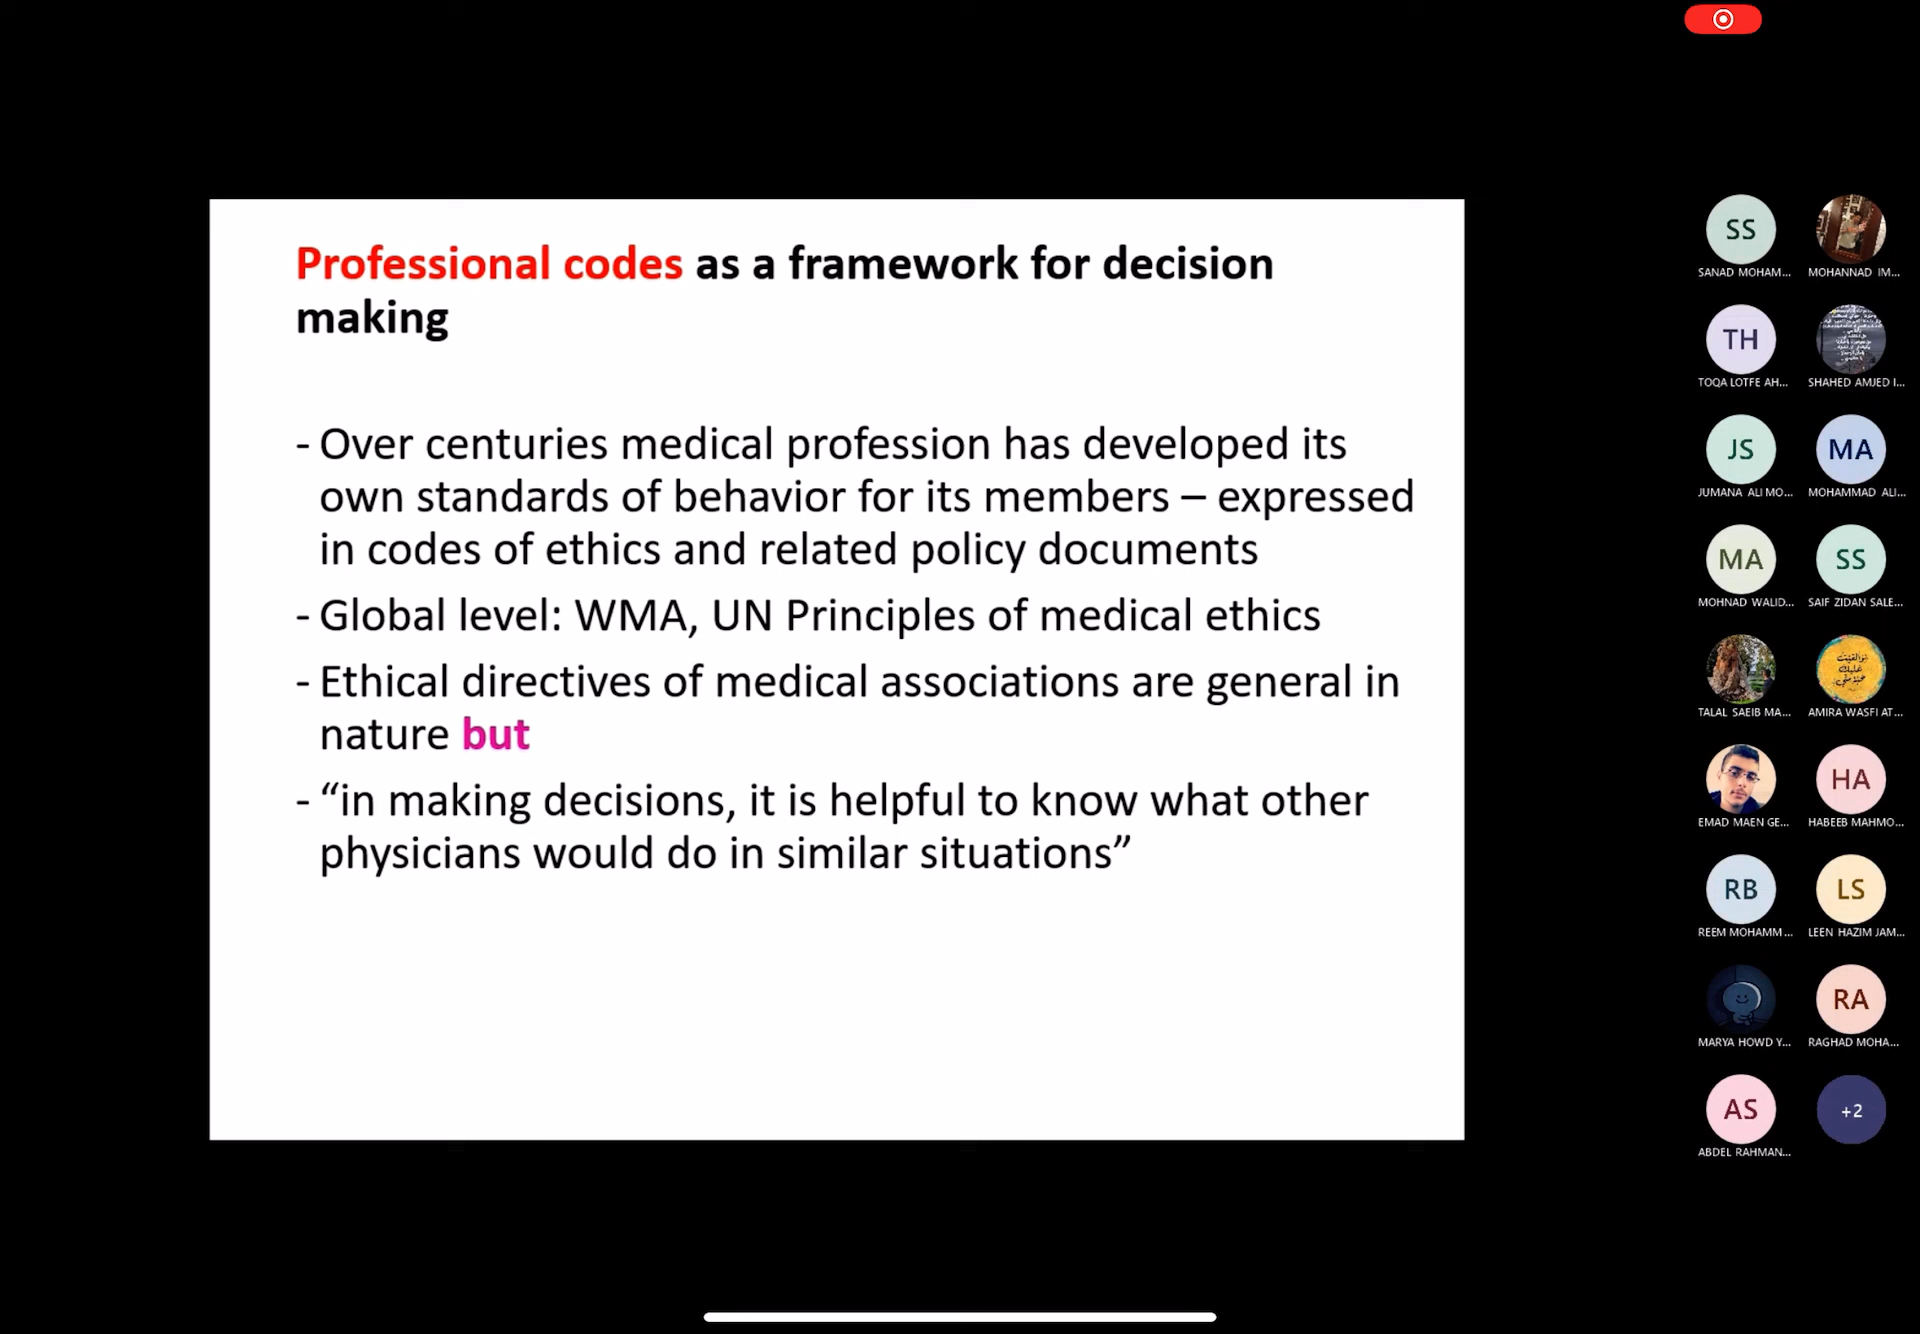 Professional codes as a framework for decision
making
- Over centuries medical profession has developed its
own standards of behavior for its members – expressed
in codes of ethics and related policy documents
- Global level: WMA, UN Principles of medical ethics
- Ethical directives of medical associations are general in
nature but
- “in making decisions, it is helpful to know what other
physicians would do in similar situations”
SS
SANAD MOHAM...
MOHANNAD IM...
TH
TOQA LOTFE AH...
SHAHED AMJED I...
JS
MA
JUMANA ALI MO...
MOHAMMAD ALI...
MA
SS
MOHNAD WALID...
SAIF ZIDAN SALE...
TALAL SAEIB MA...
AMIRA WASFI AT...
HA
EMAD MAEN GE...
HABEEB MAHMO...
RB
LS
REEM MOHAMM...
LEEN HAZIM JAM...
RA
MARYA HOWD Y...
RAGHAD MOHA...
AS
+2
ABDEL RAHMAN...